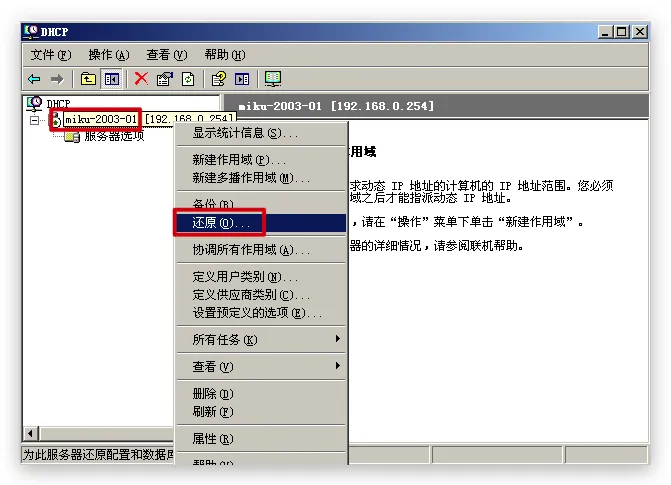 DHCP
文件(F) 操作(A) 查看(V) 帮助(H)
DHCP
miku-2003-01 [192.168.0.254]
服务器选项
miku-2003-01 [192.168.0.254]
显示统计信息(S)...
新建作用域(P)...
新建多播作用域(M)...
备份(B)...
还原(O)...
协调所有作用域(A)...
定义用户类别(N)...
定义供应商类别(C)...
设置预定义的选项(E)...
所有任务(K)
查看(V)
删除(D)
刷新(F)
属性(R)
帮助(H)
作用域
求动态 IP 地址的计算机的 IP 地址范围。您必须
域之后才能指派动态 IP 地址。
，请在“操作”菜单下单击“新建作用域”。
器的详细情况，请参阅联机帮助。
为此服务器还原配置和数据库